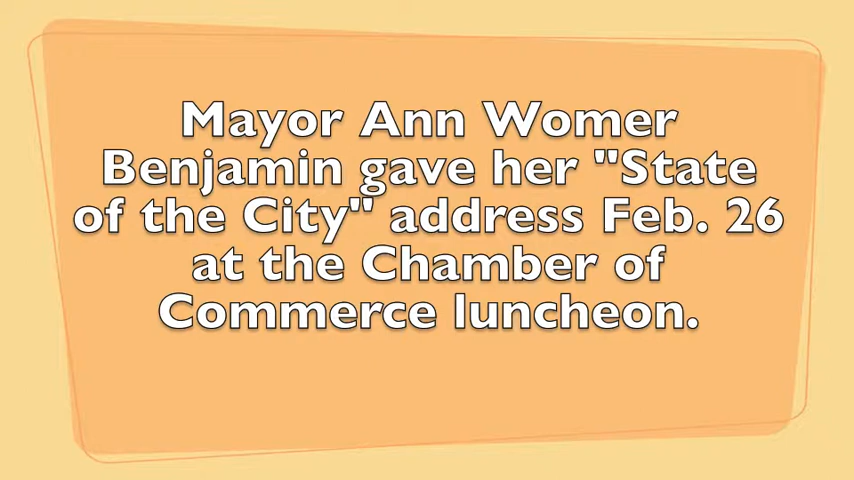 Mayor Ann Womer
Benjamin gave her "State
of the City" address Feb. 26
at the Chamber of
Commerce luncheon.